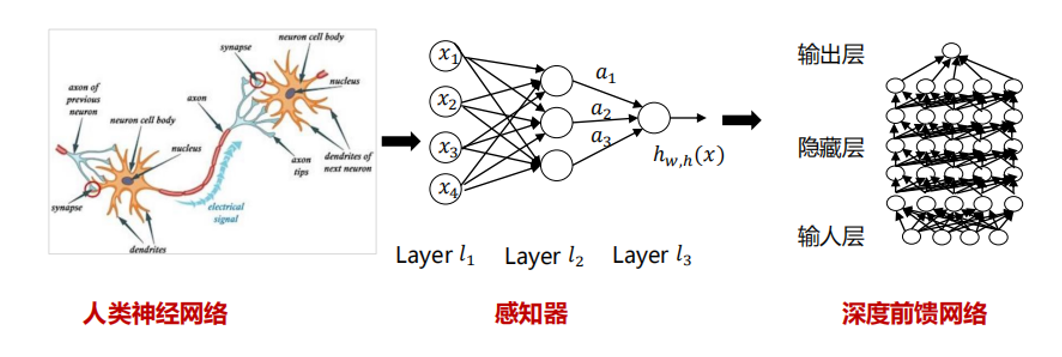 neuron cell body
synapse
nucleus
axon of
previous
neuron
axon
neuron cell body
nucleus
axon
tips
dendrites of
next neuron
synapse
electrical
signal
dendrites
人类神经网络
x1
x2
x3
x4
a1
a2
a3
hw,h(x)
Layer l1 Layer l2 Layer l3
感知器
输出层
隐藏层
输人层
深度前馈网络